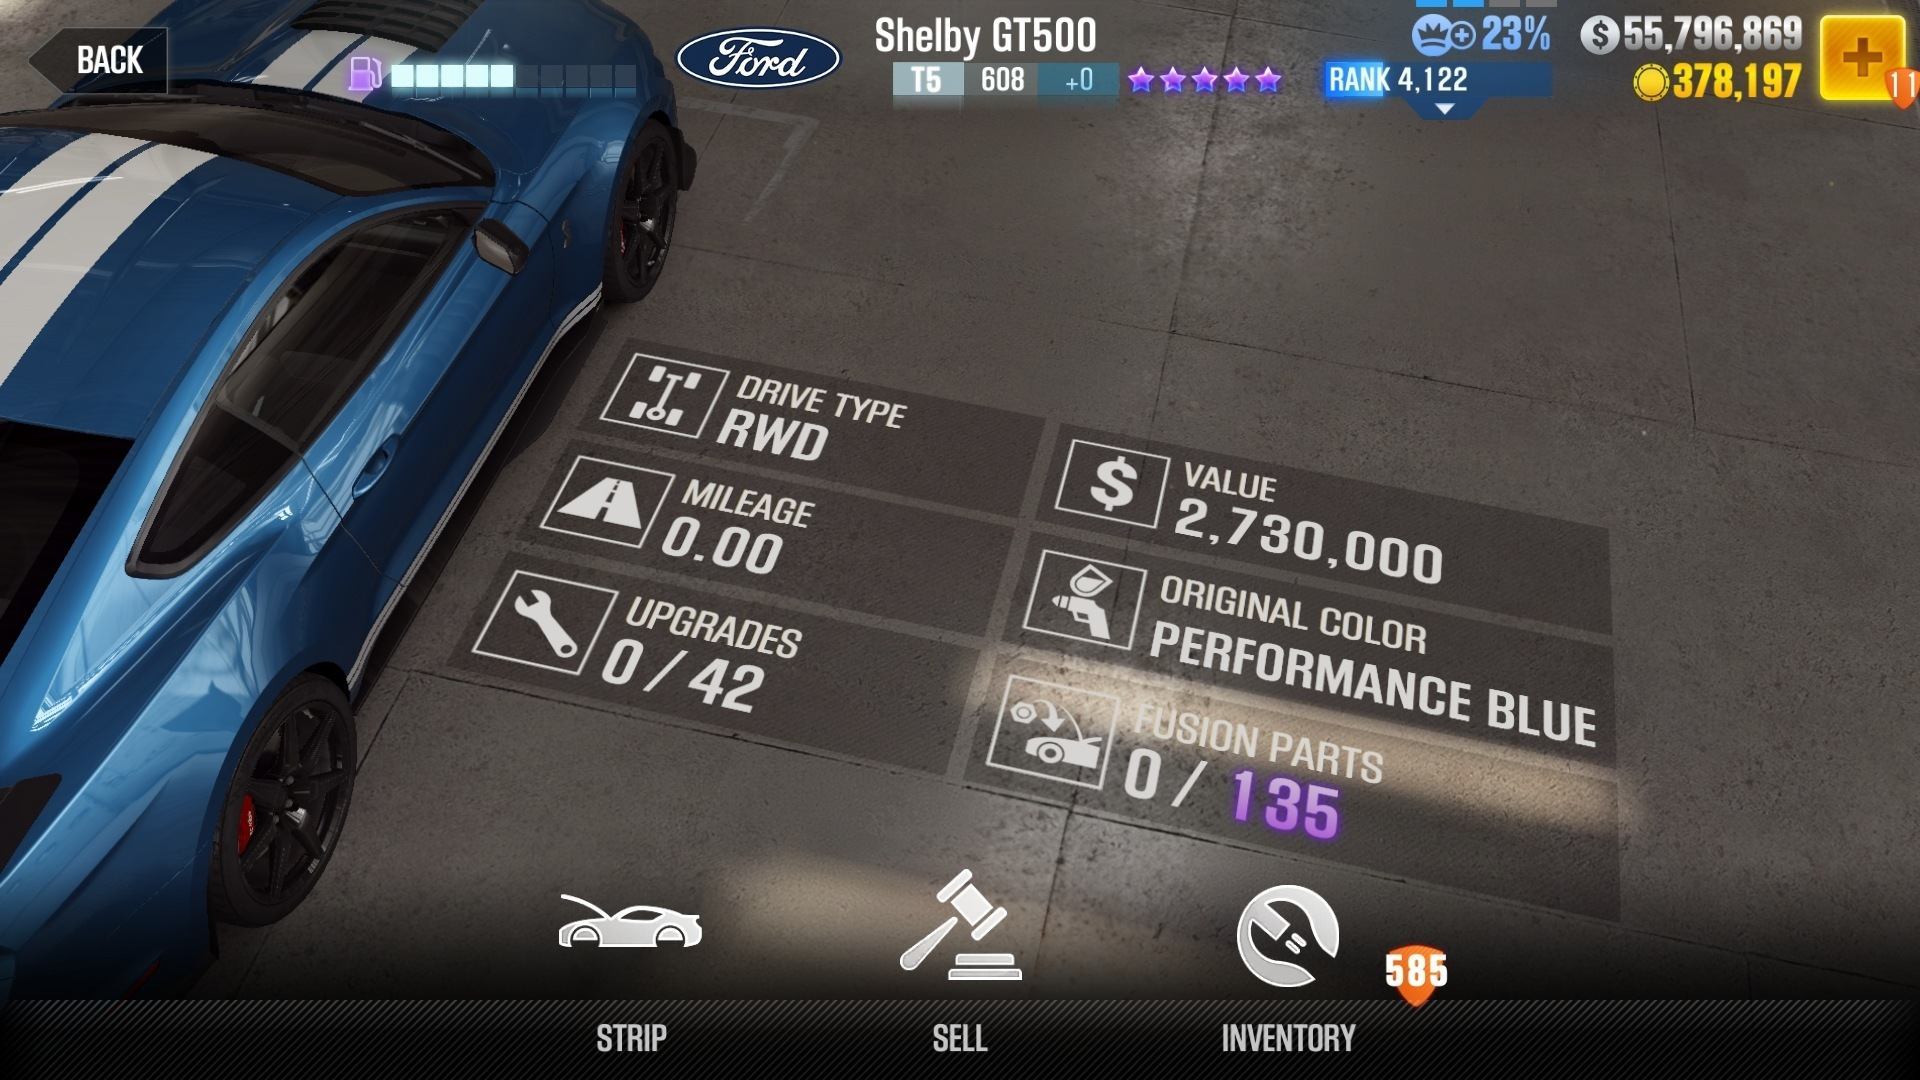 BACK
Ford
Shelby GT500
T5 608 +0
23%
RANK 4,122
$ 55,796,869
378,197
11
DRIVE TYPE
RWD
MILEAGE
0.00
UPGRADES
0/42
$ VALUE
2,730,000
ORIGINAL COLOR
PERFORMANCE BLUE
FUSION PARTS
0/ 135
585
STRIP
SELL
INVENTORY